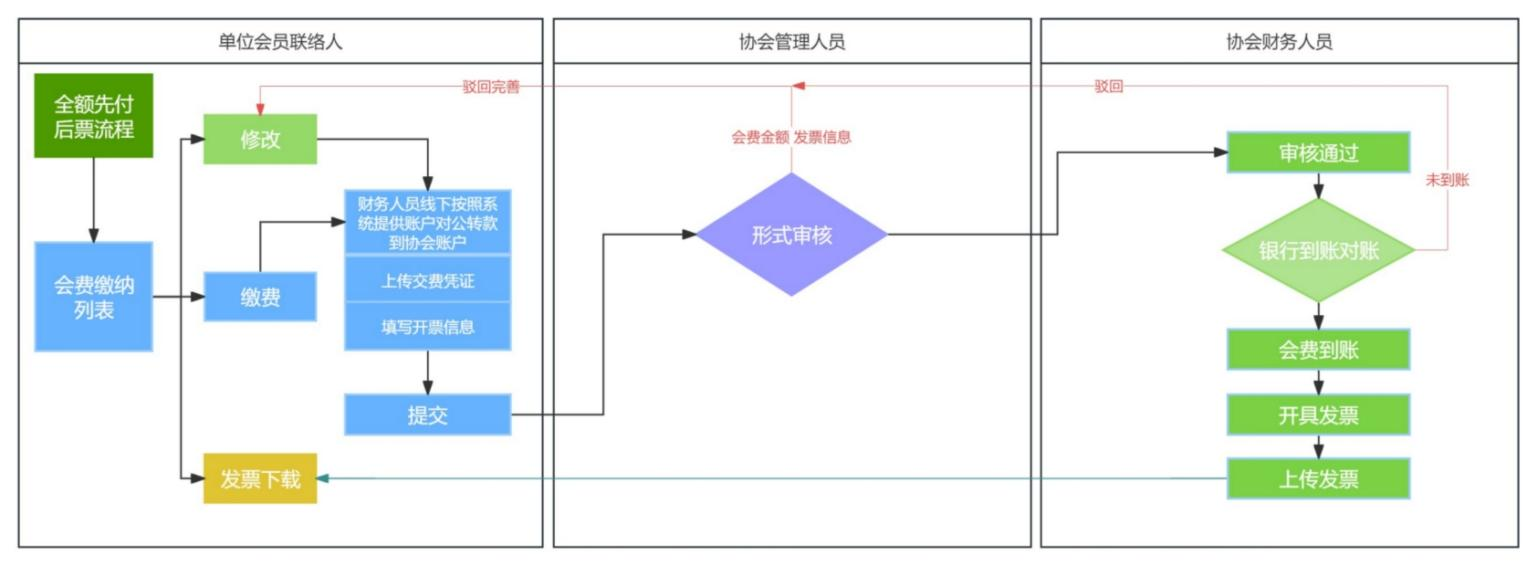 单位会员联络人
协会管理人员
协会财务人员
全额先付
后票流程
驳回完善
驳回
修改
会费金额 发票信息
审核通过
未到账
财务人员线下按照系
统提供账户对公转款
到协会账户
形式审核
银行到账对账
会费缴纳
列表
缴费
上传交费凭证
填写开票信息
会费到账
提交
开具发票
发票下载
上传发票